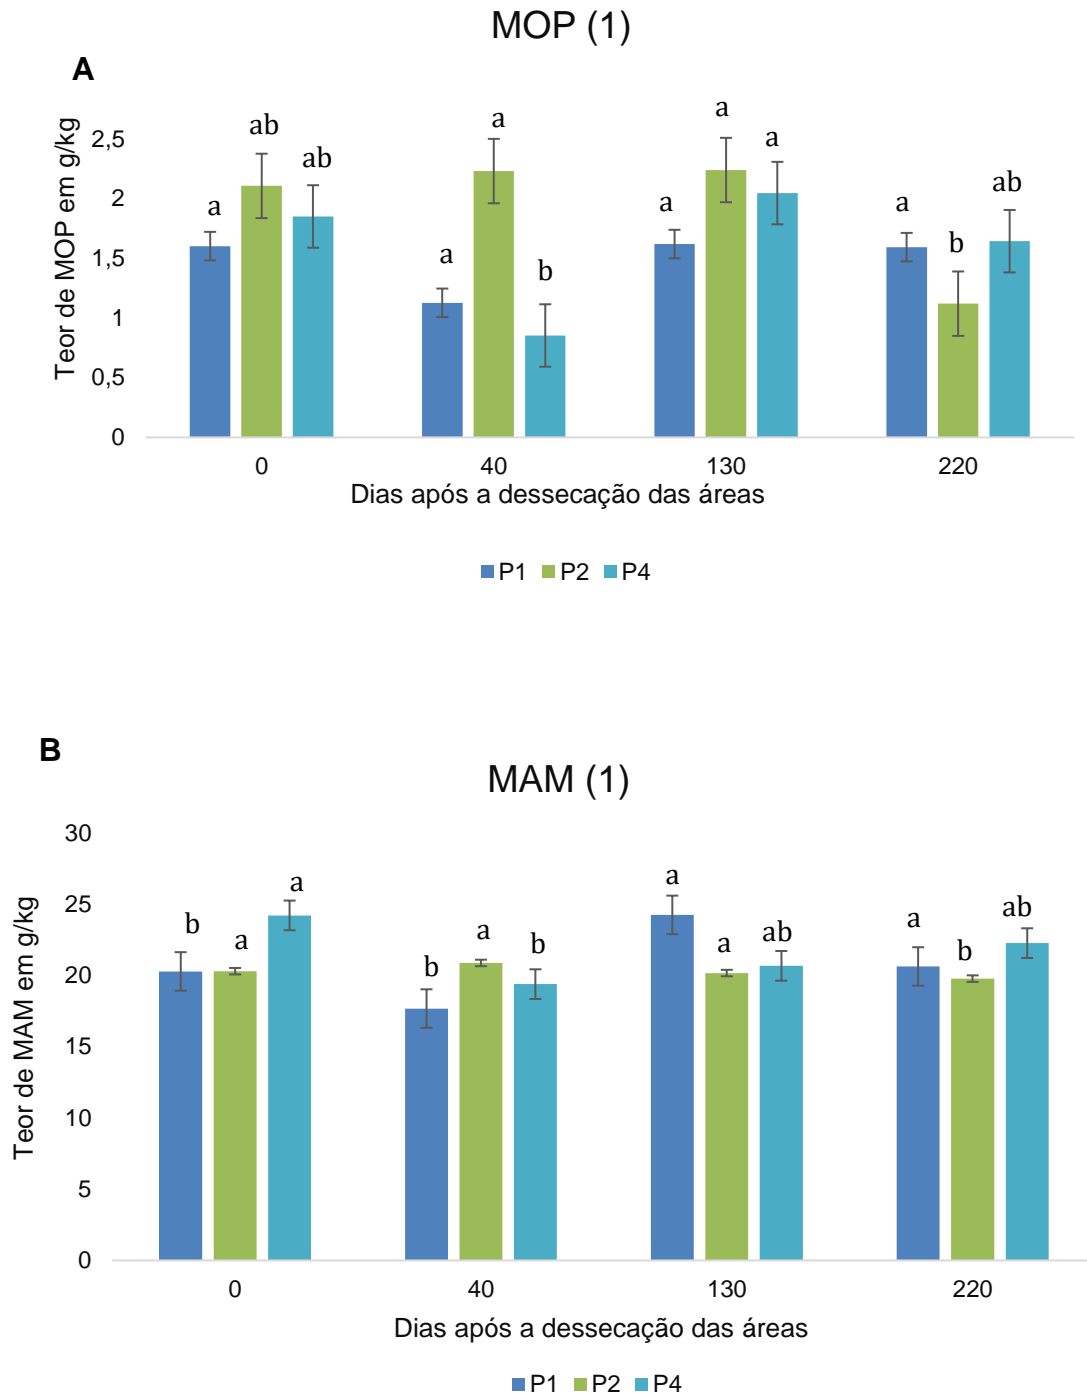 MOP (1)
A
Teor de MOP em g/kg
2,5
2
1,5
1
0,5
0
a ab ab
a a b
a a a
a b ab
0 40 130 220
Dias após a dessecação das áreas
P1 P2 P4
B
MAM (1)
Teor de MAM em g/kg
30
25
20
15
10
5
0
b a a
b a b
a a ab
a b ab
0 40 130 220
Dias após a dessecação das áreas
P1 P2 P4